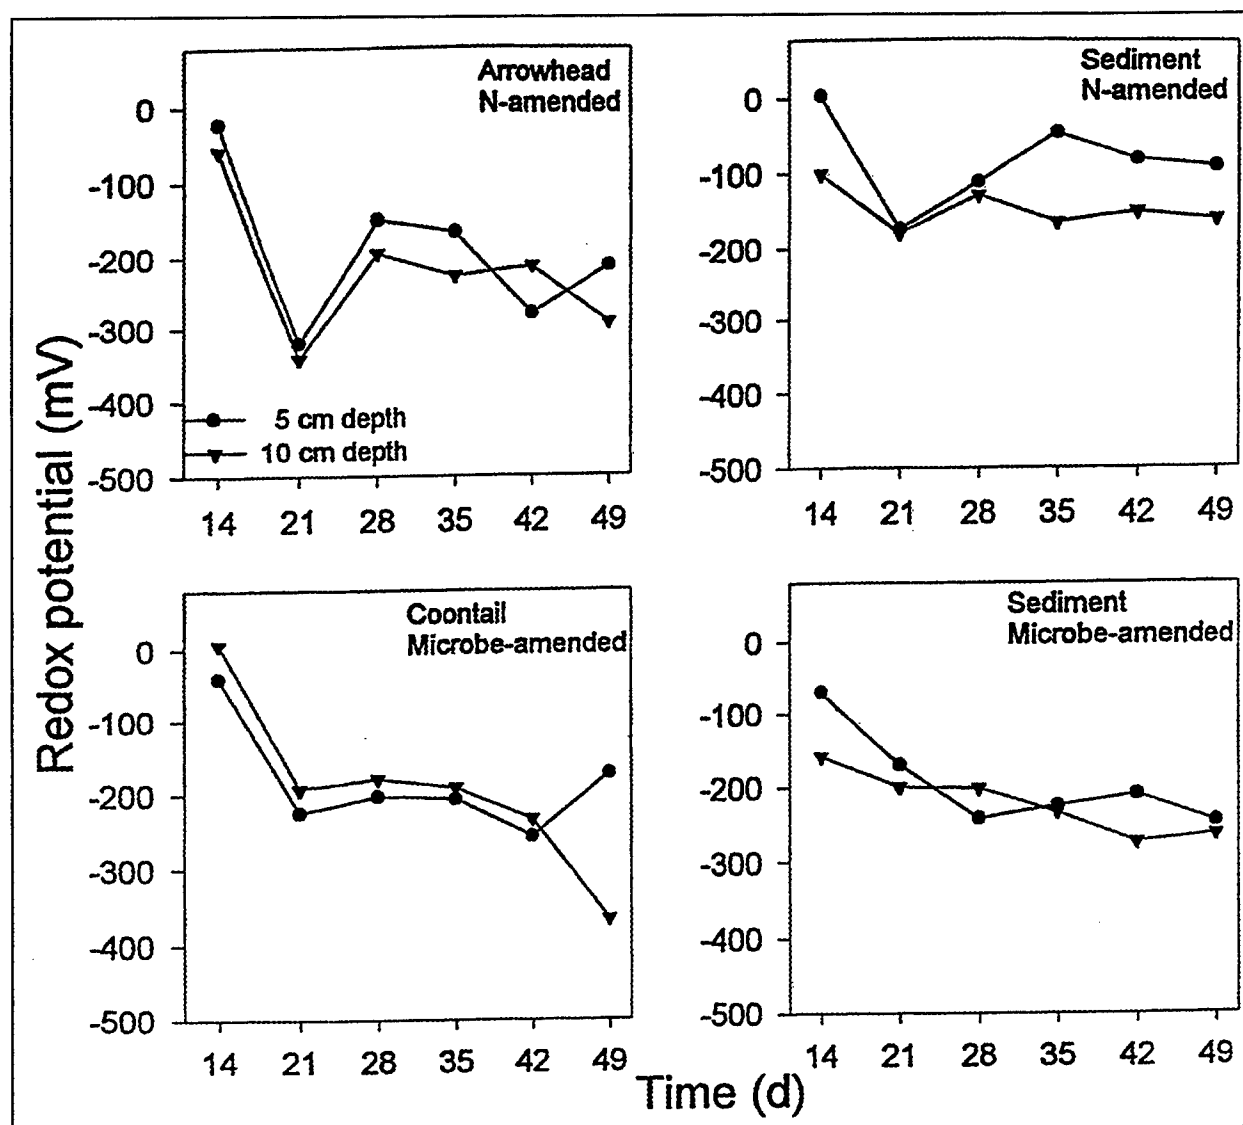 Redox potential (mV)
Arrowhead
N-amended
0
-100
-200
-300
-400
-500
5 cm depth
10 cm depth
14 21 28 35 42 49
Sediment
N-amended
0
-100
-200
-300
-400
-500
14 21 28 35 42 49
Coontail
Microbe-amended
0
-100
-200
-300
-400
-500
14 21 28 35 42 49
Sediment
Microbe-amended
0
-100
-200
-300
-400
-500
14 21 28 35 42 49
Time (d)